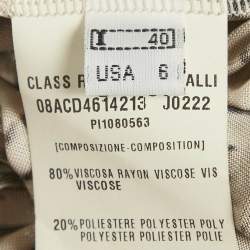 I 40
USA 6
CLASS R ALLI
08ACD4614213 J0222
PI1080563
[COMPOSIZIONE-COMPOSITION]
80% VISCOSA RAYON VISCOSE VIS
VISCOSE
20% POLIESTERE POLYESTER POLY
POLYESTER POLYESTER POLIE